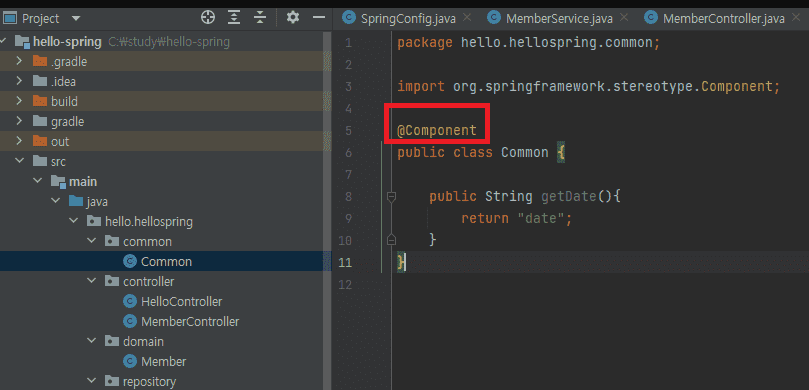 Project
hello-spring C:₩study₩hello-spring
.gradle
.idea
build
gradle
out
src
main
java
hello.hellospring
common
Common
controller
HelloController
MemberController
domain
Member
repository
SpringConfig.java
MemberService.java
MemberController.java
1 package hello.hellospring.common;
2
3 import org.springframework.stereotype.Component;
4
5 @Component
6 public class Common {
7
8 public String getDate(){
9 return "date";
10 }
11 }
12